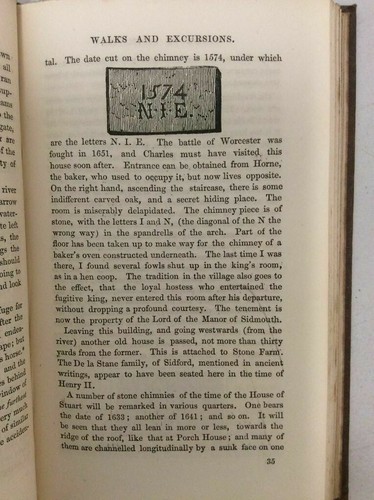 WALKS AND EXCURSIONS.
tal. The date cut on the chimney is 1574, under which
1574
N·I·E·
are the letters N. I. E. The battle of Worcester was
fought in 1651, and Charles must have visited this
house soon after. Entrance can be obtained from Horne,
the baker, who used to occupy it, but now lives opposite.
On the right hand, ascending the staircase, there is some
indifferent carved oak, and a secret hiding place. The
room is miserably delapidated. The chimney piece is of
stone, with the letters I and N, (the diagonal of the N the
wrong way) in the spandrells of the arch. Part of the
floor has been taken up to make way for the chimney of a
baker's oven constructed underneath. The last time I was
there, I found several fowls shut up in the king's room,
as in a hen coop. The tradition in the village also goes to
the effect, that the loyal hostess who entertained the
fugitive king, never entered this room after his departure,
without dropping a profound courtesy. The tenement is
now the property of the Lord of the Manor of Sidmouth.
Leaving this building, and going westwards (from the
river) another old house is passed, not more than thirty
yards from the former. This is attached to Stone Farm.
The De la Stane family, of Sidford, mentioned in ancient
writings, appear to have been seated here in the time of
Henry II.
A number of stone chimnies of the time of the House of
Stuart will be remarked in various quarters. One bears
the date of 1633; another of 1641; and so on. It will
be seen that they all lean more or less, towards the
ridge of the roof, like that at Porch House; and many of
them are channelled longitudinally by a sunk face on one
35